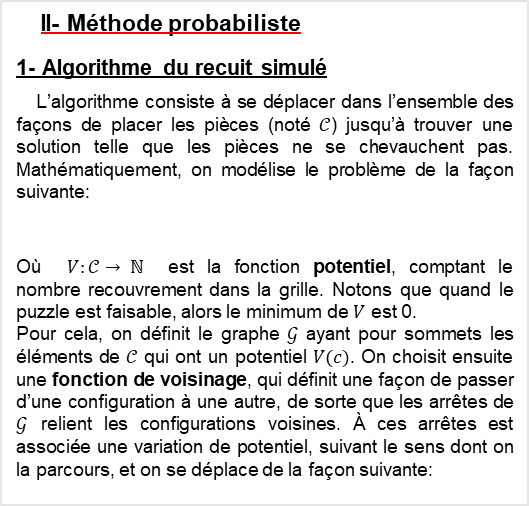 II- Méthode probabiliste
1- Algorithme du recuit simulé
L’algorithme consiste à se déplacer dans l’ensemble des
façons de placer les pièces (noté 𝒞) jusqu’à trouver une
solution telle que les pièces ne se chevauchent pas.
Mathématiquement, on modélise le problème de la façon
suivante:
Où 𝑉: 𝒞 → ℕ est la fonction potentiel, comptant le
nombre recouvrement dans la grille. Notons que quand le
puzzle est faisable, alors le minimum de 𝑉 est 0.
Pour cela, on définit le graphe 𝒢 ayant pour sommets les
éléments de 𝒞 qui ont un potentiel 𝑉(𝑐). On choisit ensuite
une fonction de voisinage, qui définit une façon de passer
d’une configuration à une autre, de sorte que les arrêtes de
𝒢 relient les configurations voisines. À ces arrêtes est
associée une variation de potentiel, suivant le sens dont on
la parcours, et on se déplace de la façon suivante: